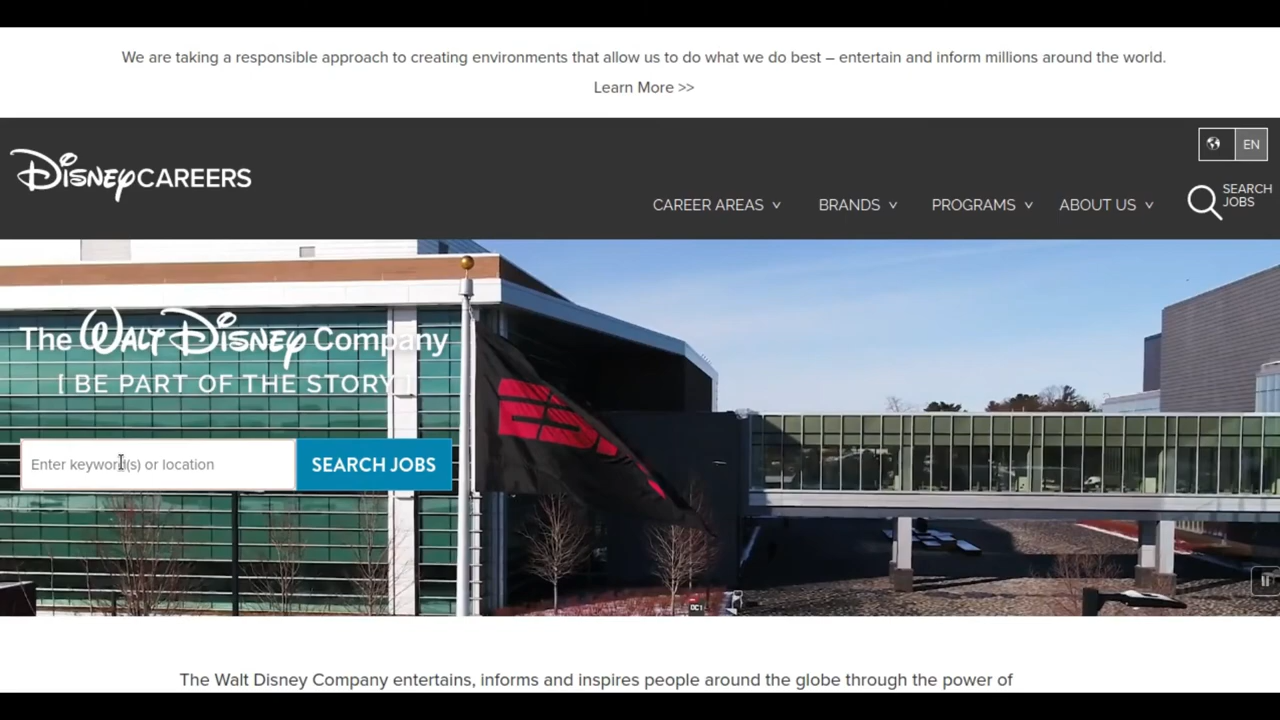 We are taking a responsible approach to creating environments that allow us to do what we do best – entertain and inform millions around the world.
Learn More >>
EN
DISNEY CAREERS
CAREER AREAS
BRANDS
PROGRAMS
ABOUT US
SEARCH
JOBS
The WALT DISNEY Company
[ BE PART OF THE STORY ]
Enter keyword(s) or location
SEARCH JOBS
The Walt Disney Company entertains, informs and inspires people around the globe through the power of